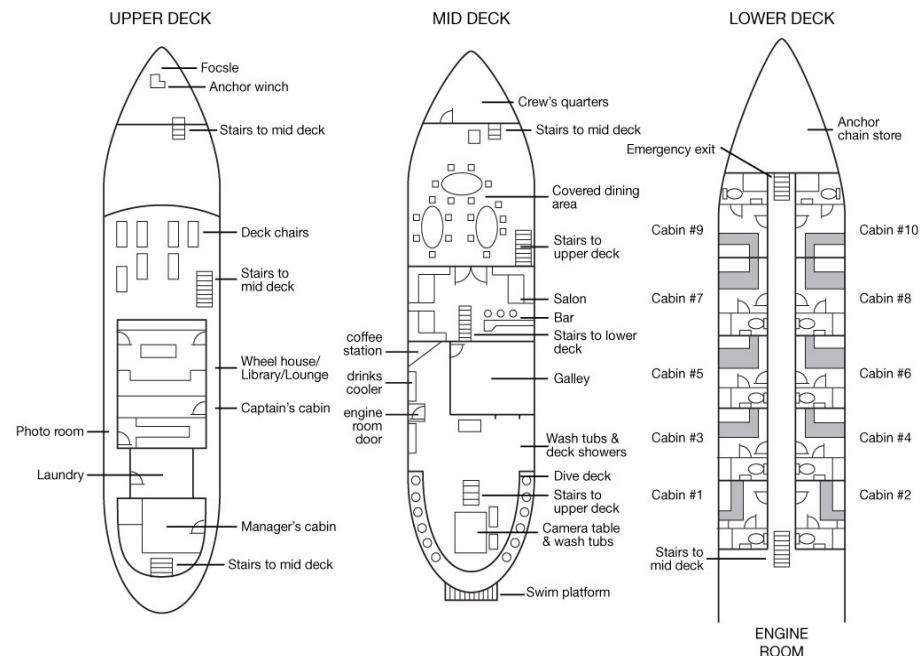 UPPER DECK
Focsle
Anchor winch
Stairs to mid deck
Deck chairs
Stairs to
mid deck
Wheel house/
Library/Lounge
Captain's cabin
Photo room
Laundry
Manager's cabin
Stairs to mid deck
MID DECK
Crew's quarters
Stairs to mid deck
Covered dining
area
Stairs to
upper deck
Salon
Bar
Stairs to lower
deck
coffee
station
drinks
cooler
Galley
engine
room
door
Wash tubs &
deck showers
Dive deck
Stairs to
upper deck
Camera table
& wash tubs
Swim platform
LOWER DECK
Anchor
chain store
Emergency exit
Cabin #9
Cabin #10
Cabin #7
Cabin #8
Cabin #5
Cabin #6
Cabin #3
Cabin #4
Cabin #1
Cabin #2
Stairs to
mid deck
ENGINE
ROOM